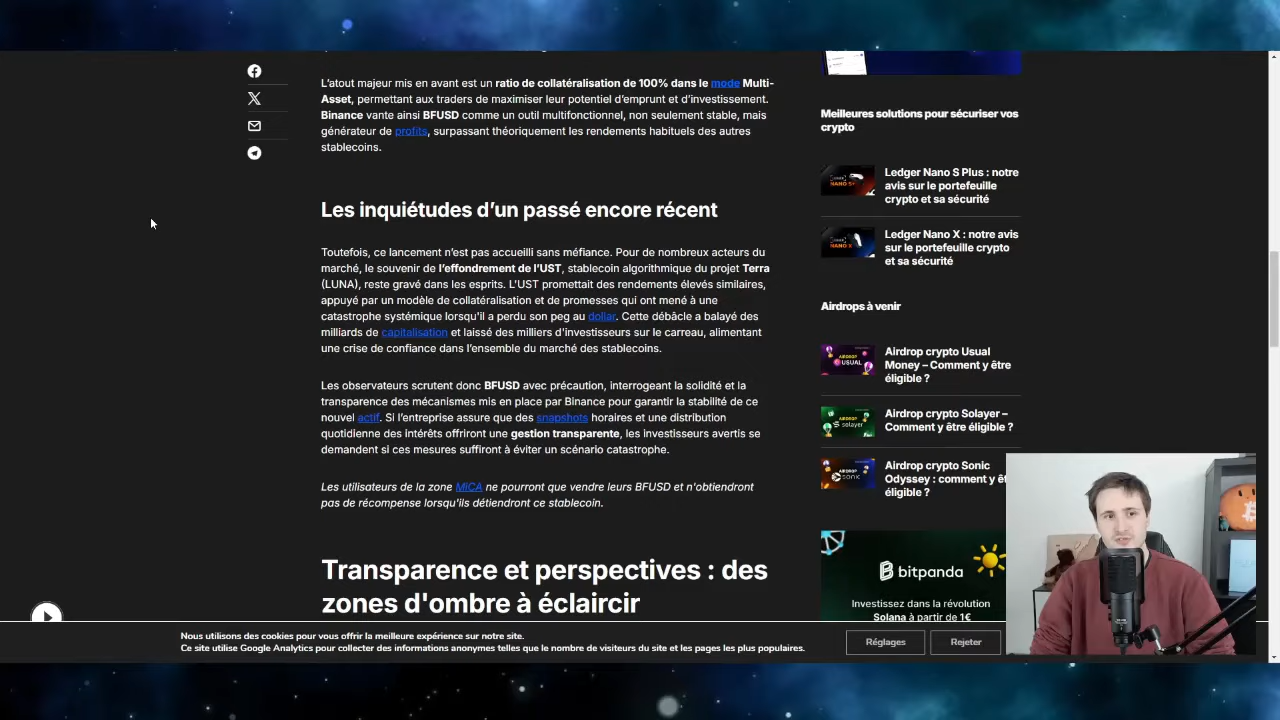 L'atout majeur mis en avant est un ratio de collatéralisation de 100% dans le mode Multi-
Asset, permettant aux traders de maximiser leur potentiel d'emprunt et d'investissement.
Binance vante ainsi BFUSD comme un outil multifonctionnel, non seulement stable, mais
générateur de profits, surpassant théoriquement les rendements habituels des autres
stablecoins.
Les inquiétudes d'un passé encore récent
Toutefois, ce lancement n'est pas accueilli sans méfiance. Pour de nombreux acteurs du
marché, le souvenir de l'effondrement de l'UST, stablecoin algorithmique du projet Terra
(LUNA), reste gravé dans les esprits. L'UST promettait des rendements élevés similaires,
appuyé par un modèle de collatéralisation et de promesses qui ont mené à une
catastrophe systémique lorsqu'il a perdu son peg au dollar. Cette débâcle a balayé des
milliards de capitalisation et laissé des milliers d'investisseurs sur le carreau, alimentant
une crise de confiance dans l'ensemble du marché des stablecoins.
Les observateurs scrutent donc BFUSD avec précaution, interrogeant la solidité et la
transparence des mécanismes mis en place par Binance pour garantir la stabilité de ce
nouvel actif. Si l'entreprise assure que des snapshots horaires et une distribution
quotidienne des intérêts offriront une gestion transparente, les investisseurs avertis se
demandent si ces mesures suffiront à éviter un scénario catastrophe.
Les utilisateurs de la zone MiCA ne pourront que vendre leurs BFUSD et n'obtiendront
pas de récompense lorsqu'ils détiendront ce stablecoin.
Transparence et perspectives : des
zones d'ombre à éclaircir
Meilleures solutions pour sécuriser vos
crypto
Ledger Nano S Plus : notre
avis sur le portefeuille
crypto et sa sécurité
Ledger Nano X : notre avis
sur le portefeuille crypto
et sa sécurité
Airdrops à venir
Airdrop crypto Usual
Money – Comment y être
éligible ?
Airdrop crypto Solayer –
Comment y être éligible ?
Airdrop crypto Sonic
Odyssey : comment y êt
éligible ?
bitpanda
Investissez dans la révolution
Solana à partir de 1€
Nous utilisons des cookies pour vous offrir la meilleure expérience sur notre site.
Ce site utilise Google Analytics pour collecter des informations anonymes telles que le nombre de visiteurs du site et les pages les plus populaires.
Réglages
Rejeter